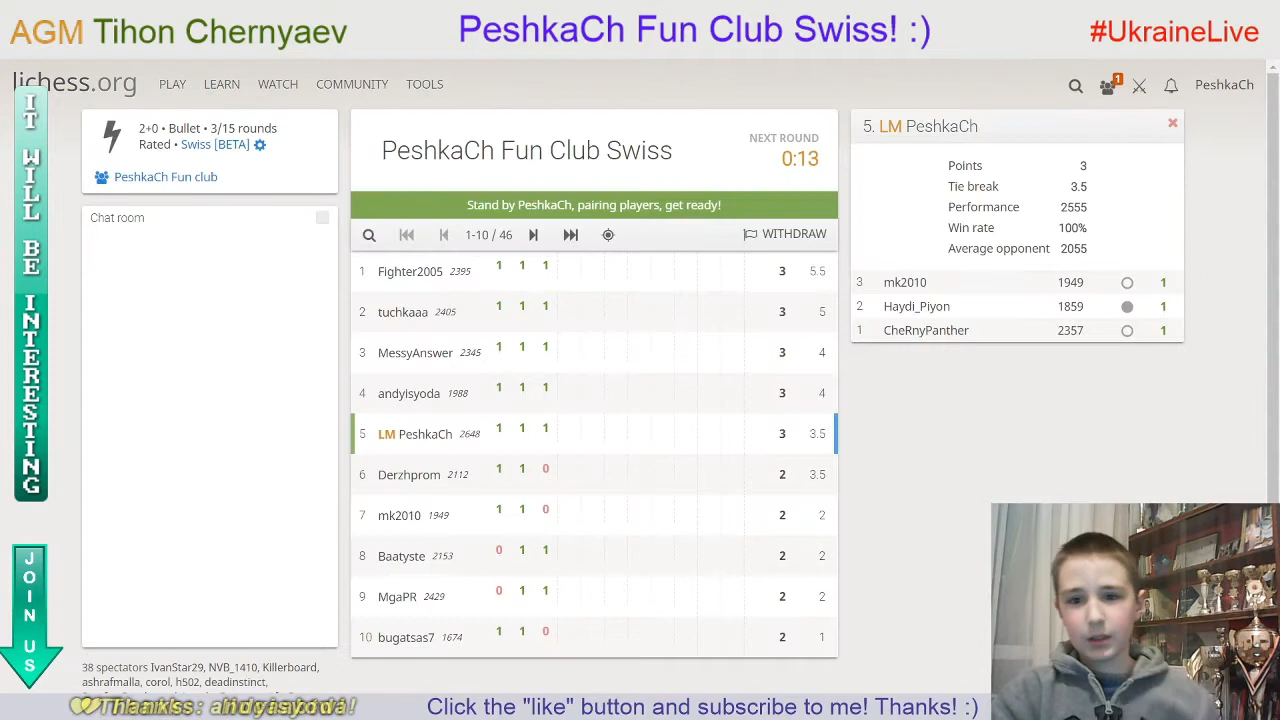 AGM Tihon Chernyaev
PeshkaCh Fun Club Swiss! :)
#UkraineLive
lichess.org
PLAY LEARN WATCH COMMUNITY TOOLS
1
PeshkaCh
IT WILL BE INTERESTING
JOIN US
2+0 • Bullet • 3/15 rounds
Rated • Swiss [BETA]
PeshkaCh Fun club
Chat room
38 spectators IvanStar29, NVB_1410, Killerboard,
ashrafmalla, corol, h502, deadinstinct,
PeshkaCh Fun Club Swiss
NEXT ROUND
0:13
Stand by PeshkaCh, pairing players, get ready!
1-10 / 46 WITHDRAW
1 Fighter2005 2395 1 1 1 3 5.5
2 tuchkaaa 2405 1 1 1 3 5
3 MessyAnswer 2345 1 1 1 3 4
4 andyisyoda 1988 1 1 1 3 4
5 LM PeshkaCh 2648 1 1 1 3 3.5
6 Derzhprom 2112 1 1 0 2 3.5
7 mk2010 1949 1 1 0 2 2
8 Baatyste 2153 0 1 1 2 2
9 MgaPR 2429 0 1 1 2 2
10 bugatsas7 1674 1 1 0 2 1
5. LM PeshkaCh
Points 3
Tie break 3.5
Performance 2555
Win rate 100%
Average opponent 2055
3 mk2010 1949 1
2 Haydi_Piyon 1859 1
1 CheRnyPanther 2357 1
Click the "like" button and subscribe to me! Thanks! :)